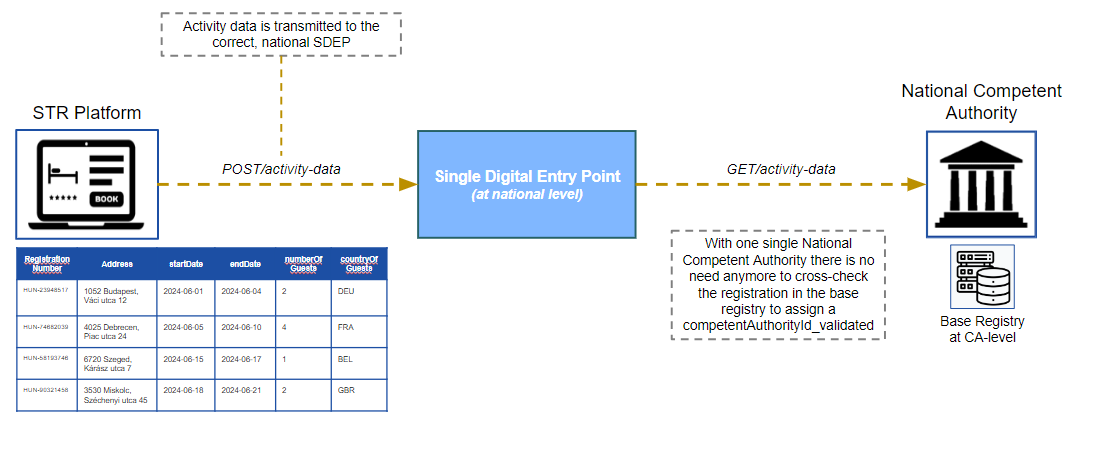 Activity data is transmitted to the
correct, national SDEP
STR Platform
BOOK
POST/activity-data
Single Digital Entry Point
(at national level)
GET/activity-data
National Competent
Authority
Registration
Number
Address
startDate
endDate
numberOf
Guests
countryOf
Guests
HUN-23948517
1052 Budapest,
Váci utca 12
2024-06-01
2024-06-04
2
DEU
HUN-74682039
4025 Debrecen,
Piac utca 24
2024-06-05
2024-06-10
4
FRA
HUN-58193746
6720 Szeged,
Kárász utca 7
2024-06-15
2024-06-17
1
BEL
HUN-90321458
3530 Miskolc,
Széchenyi utca 45
2024-06-18
2024-06-21
2
GBR
With one single National
Competent Authority there is no
need anymore to cross-check
the registration in the base
registry to assign a
competentAuthorityId_validated
Base Registry
at CA-level